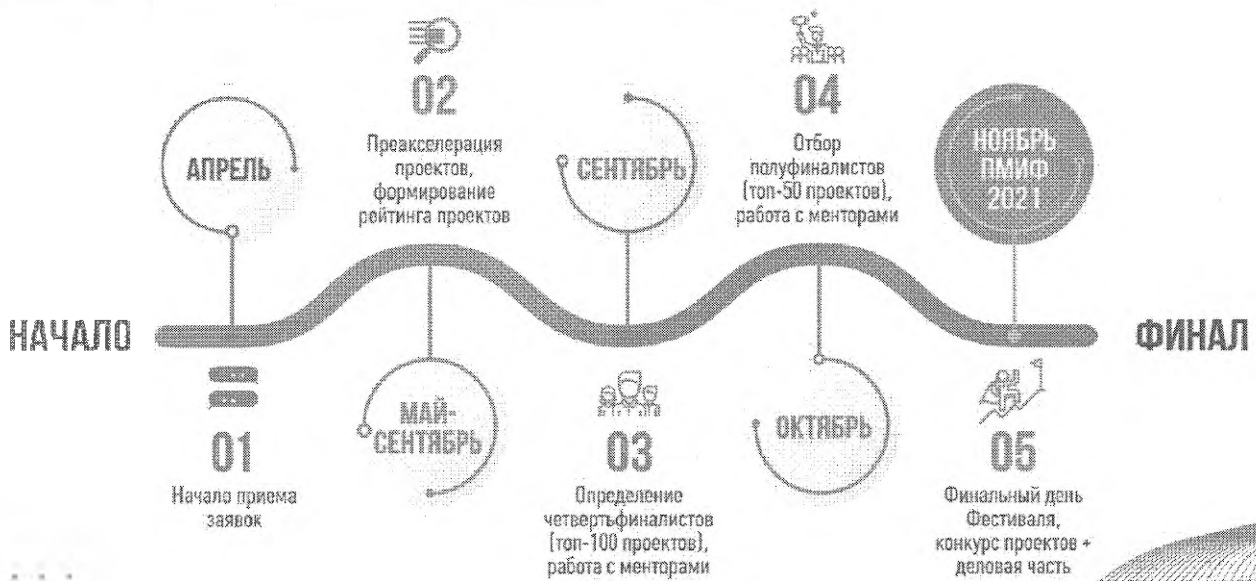 НАЧАЛО
АПРЕЛЬ
01
Начало приема
заявок
02
Преакселерация
проектов,
формирование
рейтинга проектов
МАЙ-
СЕНТЯБРЬ
СЕНТЯБРЬ
03
Определение
четвертьфиналистов
(топ-100 проектов),
работа с менторами
04
Отбор
полуфиналистов
(топ-50 проектов),
работа с менторами
ОКТЯБРЬ
НОЯБРЬ
ПМИФ
2021
05
Финальный день
Фестиваля,
конкурс проектов +
деловая часть
ФИНАЛ